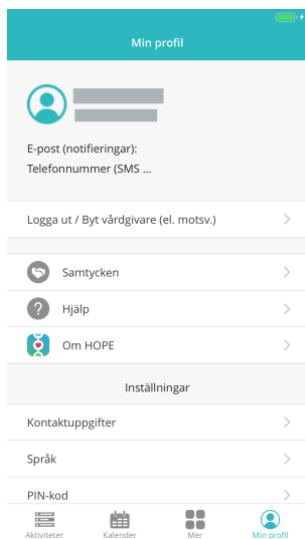 Min profil
E-post (notifieringar):
Telefonnummer (SMS ...
Logga ut / Byt vårdgivare (el. motsv.)
Samtycken
Hjälp
Om HOPE
Inställningar
Kontaktuppgifter
Språk
PIN-kod
Aktiviteter Kalender Mer Min profil